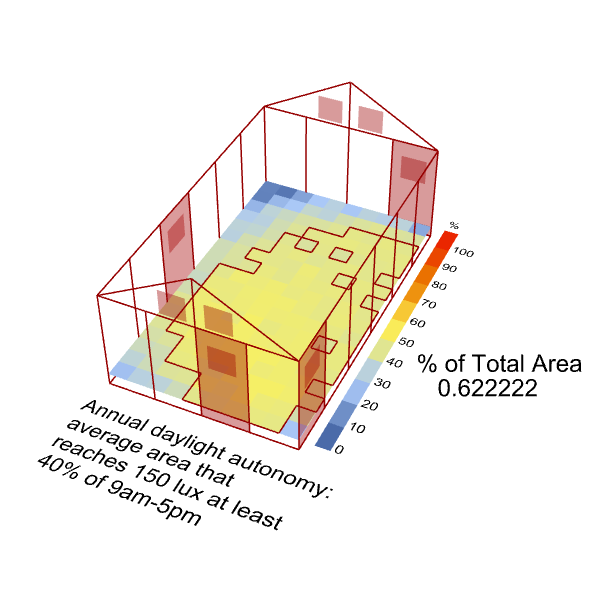 %
100
90
80
70
60
50
40
30
20
10
0
% of Total Area
0.622222
Annual daylight autonomy:
average area that
reaches 150 lux at least
40% of 9am-5pm